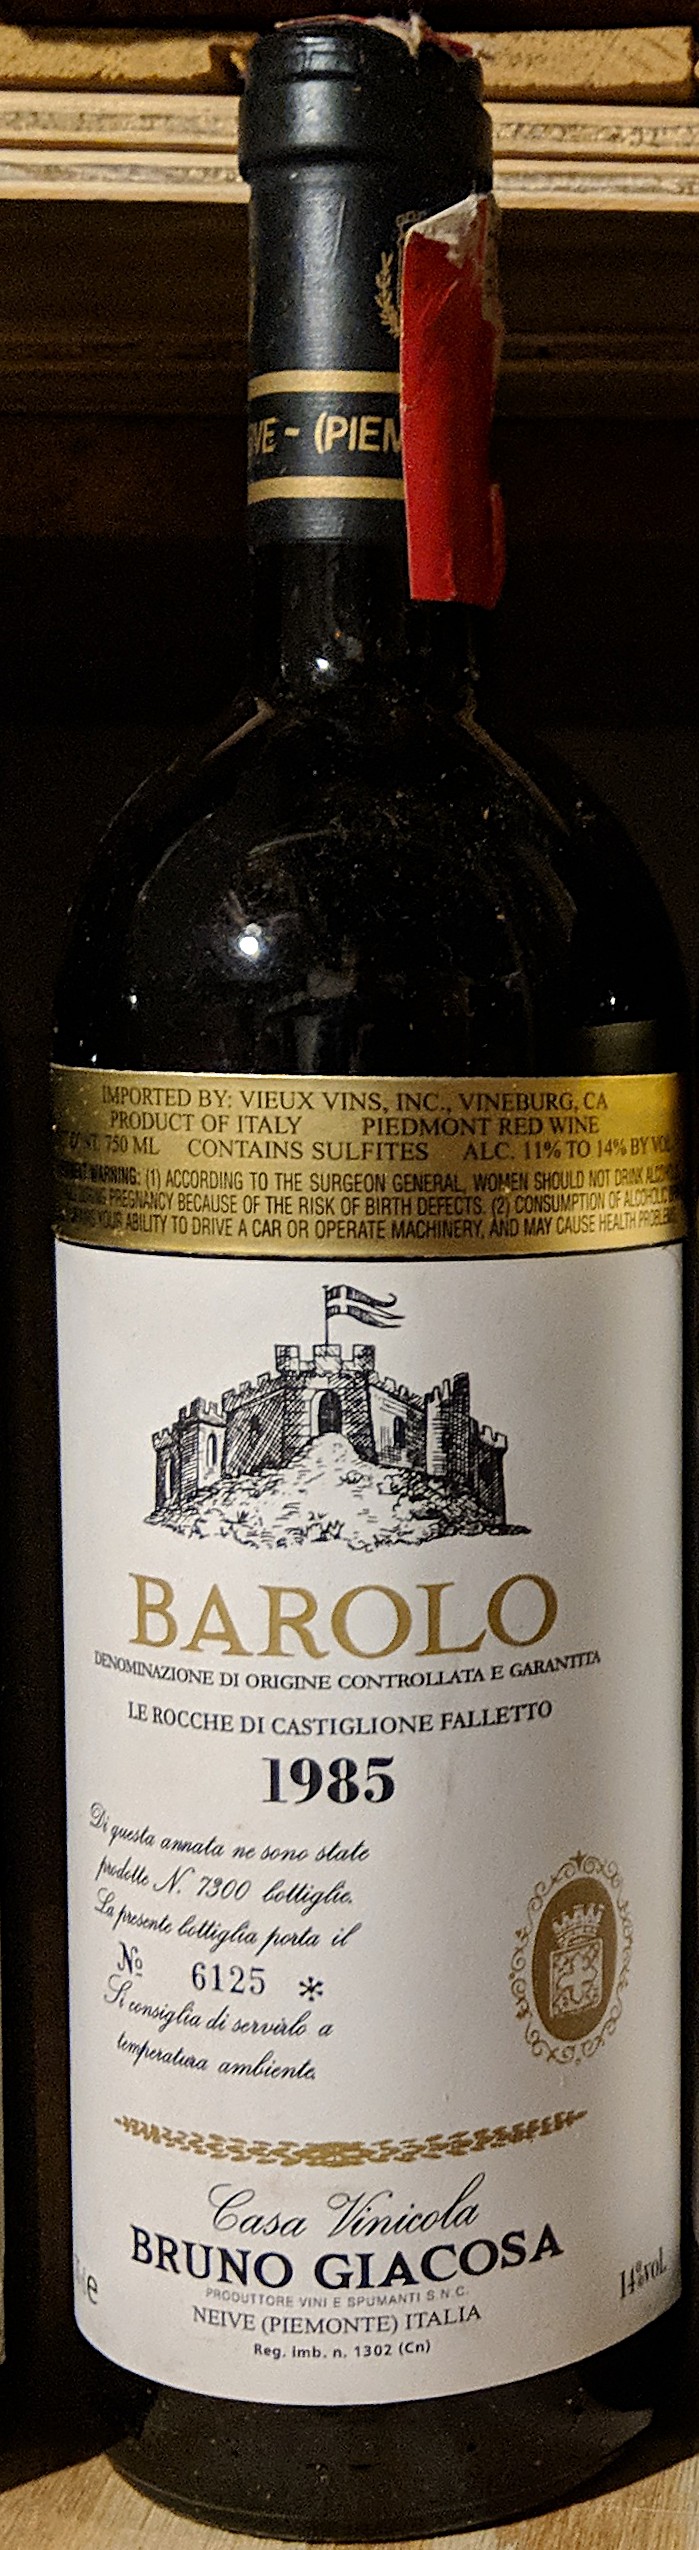 (PIEM
IMPORTED BY: VIEUX VINS, INC., VINEBURG, CA
PRODUCT OF ITALY PIEDMONT RED WINE
750 ML CONTAINS SULFITES ALC. 11% TO 14% BY VOL
WARNING: (1) ACCORDING TO THE SURGEON GENERAL, WOMEN SHOULD NOT DRINK
DURING PREGNANCY BECAUSE OF THE RISK OF BIRTH DEFECTS. (2) CONSUMPTION OF ALCOHOLIC
YOUR ABILITY TO DRIVE A CAR OR OPERATE MACHINERY, AND MAY CAUSE HEALTH
BAROLO
DENOMINAZIONE DI ORIGINE CONTROLLATA E GARANTITA
LE ROCCHE DI CASTIGLIONE FALLETTO
1985
Di questa annata ne sono state
prodotte N. 7300 bottiglie.
La presente bottiglia porta il
Nº 6125 *
Si consiglia di servirlo a
temperatura ambiente.
Casa Vinicola
BRUNO GIACOSA
PRODUTTORE VINI E SPUMANTI S.N.C.
NEIVE (PIEMONTE) ITALIA
Reg. imb. n. 1302 (Cn)
e
14%vol.